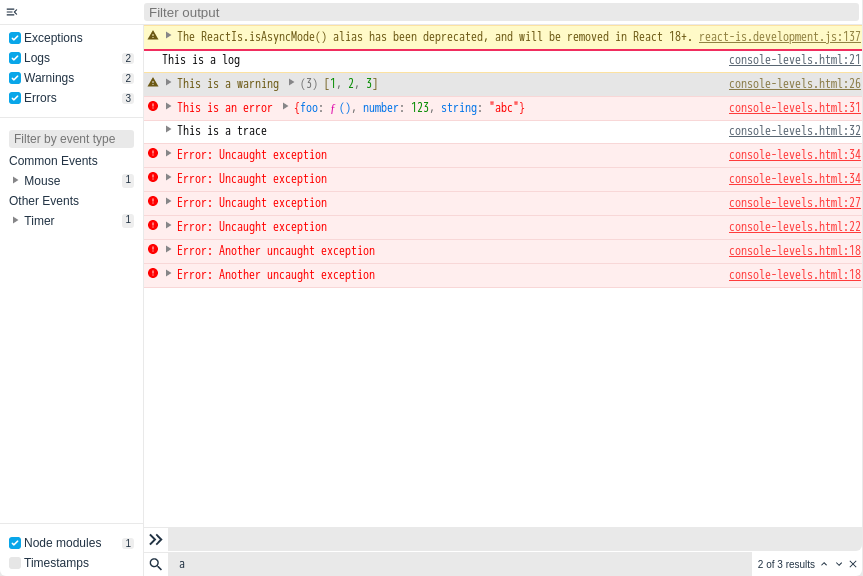 Filter output
Exceptions
Logs 2
Warnings 2
Errors 3
Filter by event type
Common Events
Mouse 1
Other Events
Timer 1
Node modules 1
Timestamps
The ReactIs.isAsyncMode() alias has been deprecated, and will be removed in React 18+. react-is.development.js:137
This is a log console-levels.html:21
This is a warning (3) [1, 2, 3] console-levels.html:26
This is an error {foo: ƒ (), number: 123, string: "abc"} console-levels.html:31
This is a trace console-levels.html:32
Error: Uncaught exception console-levels.html:34
Error: Uncaught exception console-levels.html:34
Error: Uncaught exception console-levels.html:27
Error: Uncaught exception console-levels.html:22
Error: Another uncaught exception console-levels.html:18
Error: Another uncaught exception console-levels.html:18
a 2 of 3 results